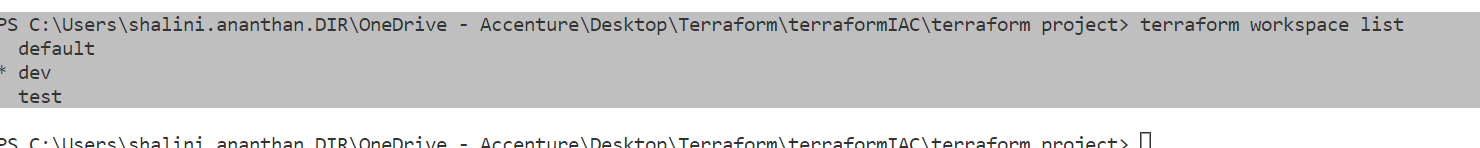 PS C:\Users\shalini.ananthan.DIR\OneDrive - Accenture\Desktop\Terraform\terraformIAC\terraform project> terraform workspace list
  default
* dev
  test
PS C:\Users\shalini.ananthan.DIR\OneDrive - Accenture\Desktop\Terraform\terraformIAC\terraform project>